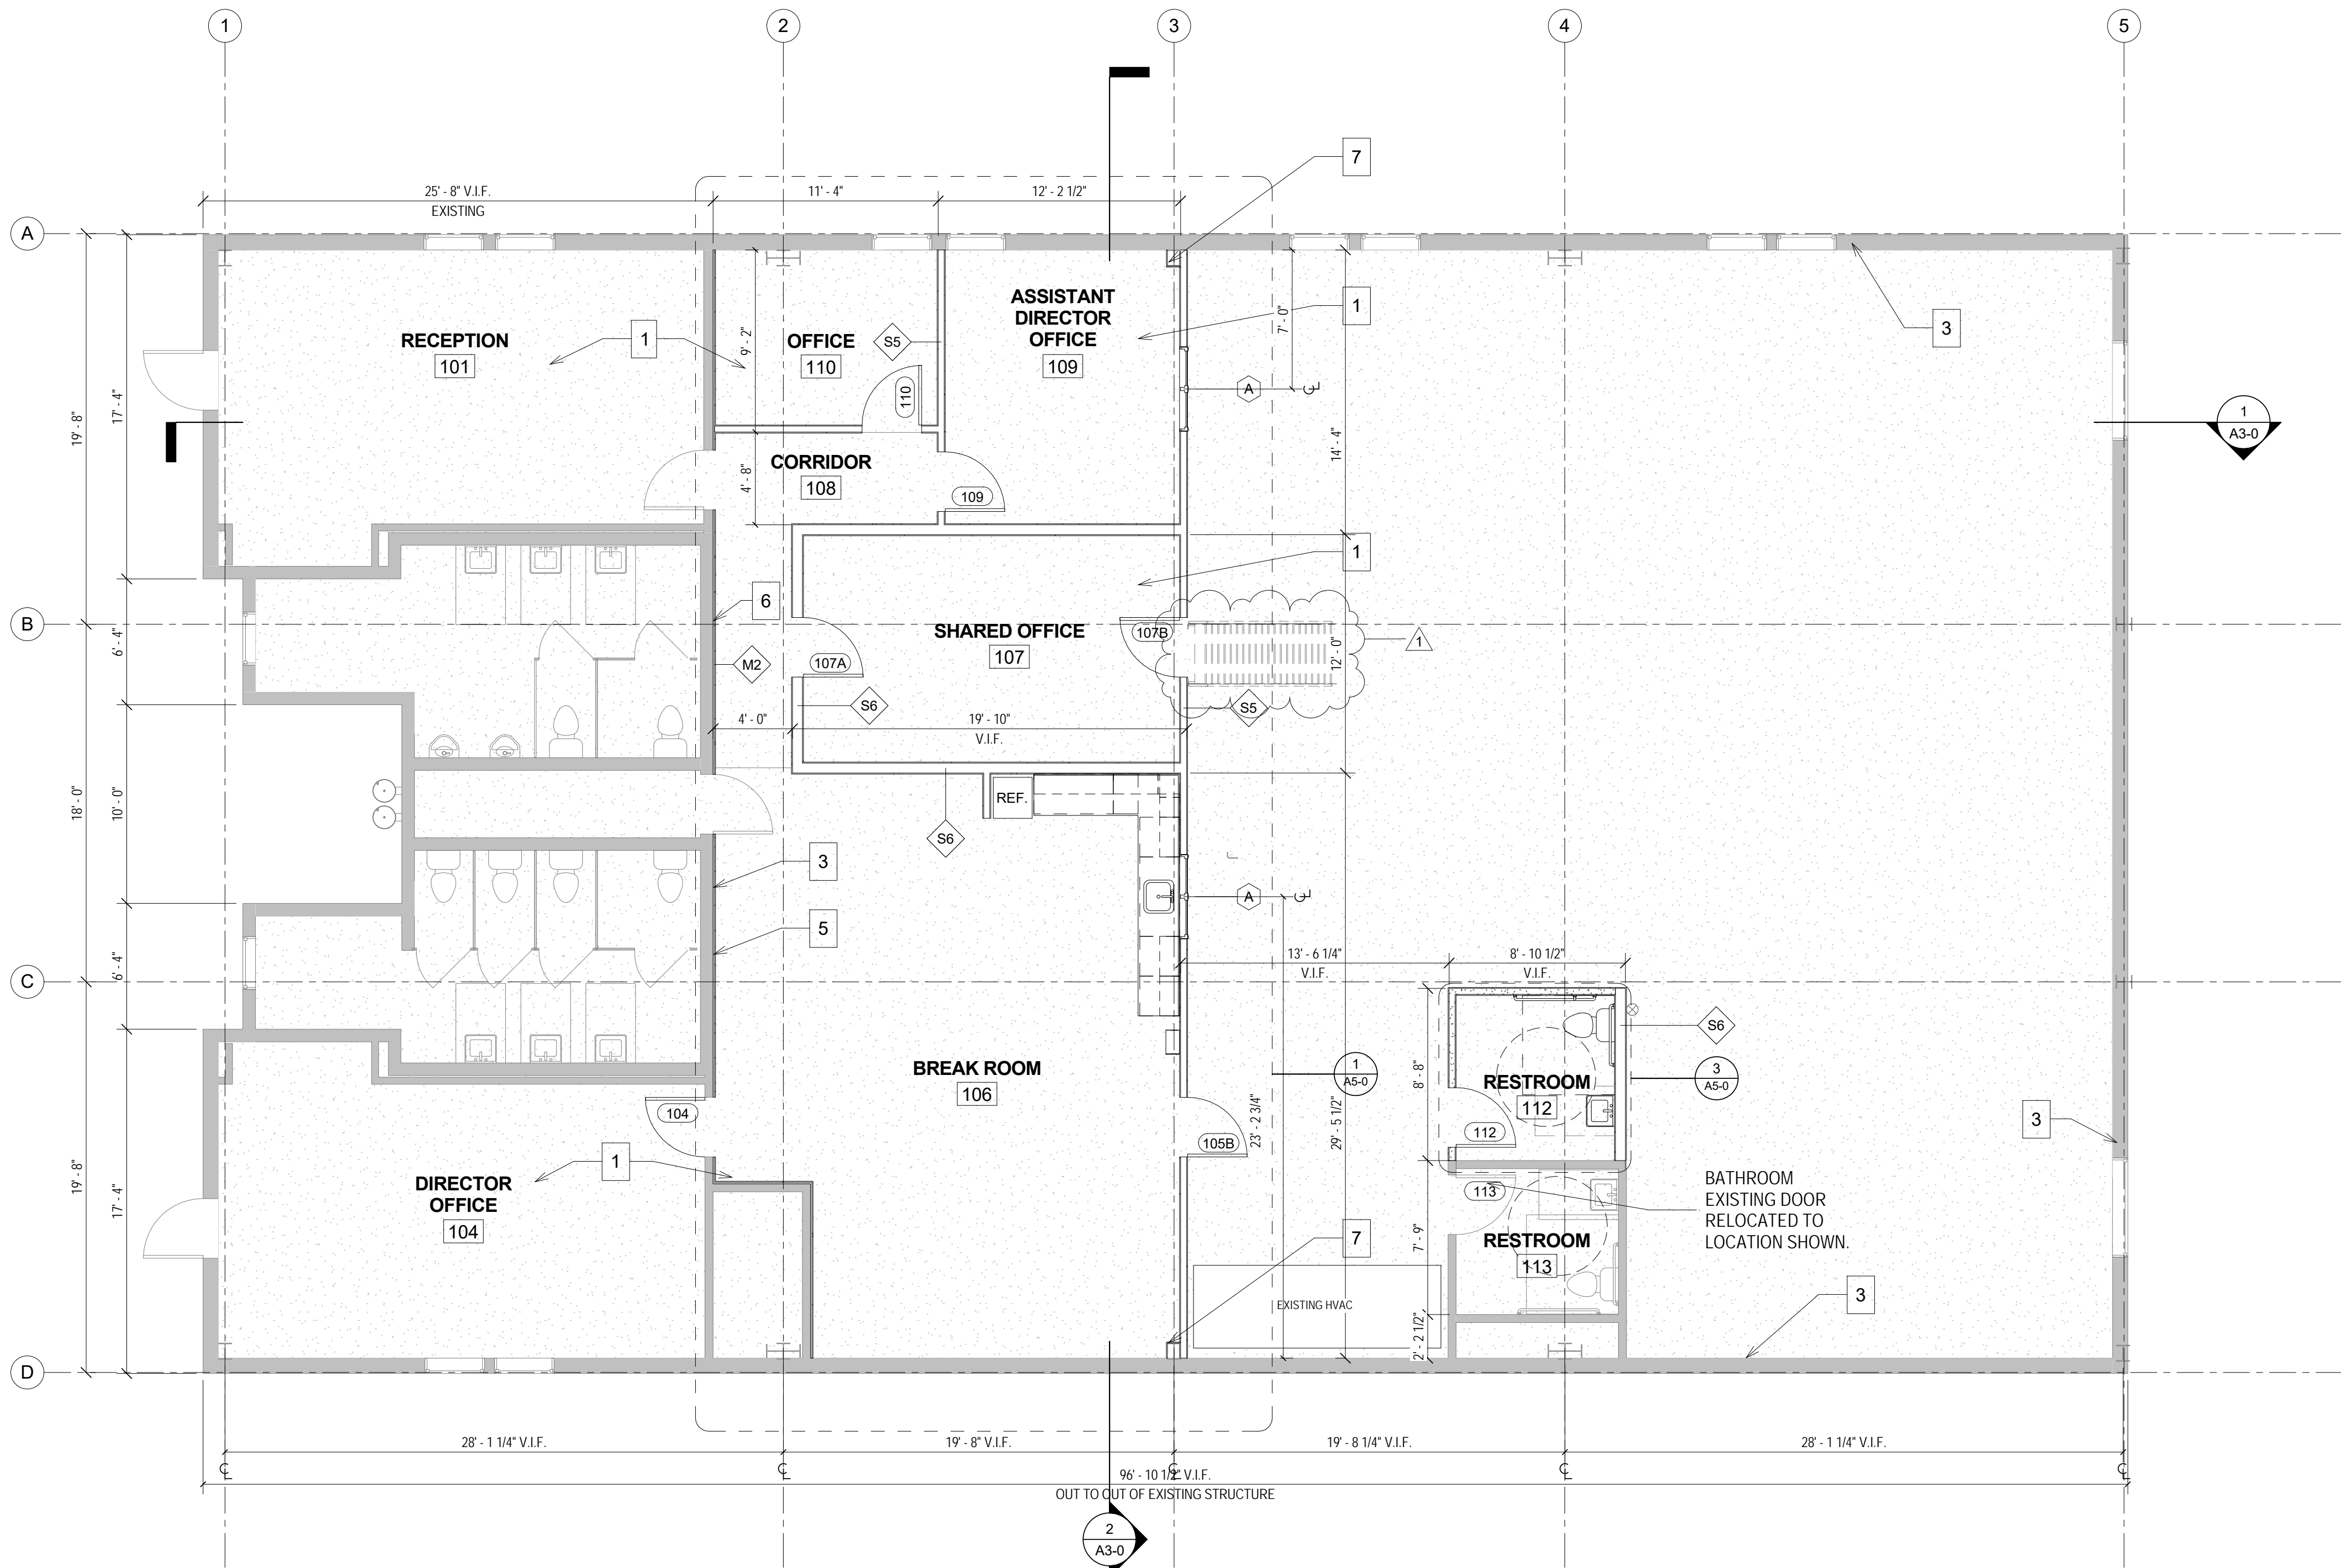 1
2
3
4
5
7
25' - 8" V.I.F.
EXISTING
11' - 4"
12' - 2 1/2"
A
3
RECEPTION
101
1
9' - 2"
OFFICE
110
S5
110
ASSISTANT
DIRECTOR
OFFICE
109
1
7' - 0"
A
CL
14' - 4"
1
A3-0
19' - 8"
17' - 4"
CORRIDOR
108
4' - 8"
109
1
6
B
6' - 4"
SHARED OFFICE
107
107A
107B
1
12' - 0"
M2
S6
S5
4' - 0"
19' - 10"
V.I.F.
18' - 0"
10' - 0"
REF.
S6
3
5
A
CL
13' - 6 1/4"
V.I.F.
8' - 10 1/2"
V.I.F.
C
6' - 4"
S6
BREAK ROOM
106
1
A5-0
3
A5-0
8' - 8"
RESTROOM
112
112
104
105B
23' - 2 3/4"
29' - 5 1/2"
3
19' - 8"
17' - 4"
1
DIRECTOR
OFFICE
104
113
BATHROOM
EXISTING DOOR
RELOCATED TO
LOCATION SHOWN.
7' - 9"
RESTROOM
113
7
EXISTING HVAC
3
2' - 2 1/2"
D
28' - 1 1/4" V.I.F.
19' - 8" V.I.F.
19' - 8 1/4" V.I.F.
28' - 1 1/4" V.I.F.
CL
CL
CL
CL
CL
96' - 10 1/2" V.I.F.
OUT TO OUT OF EXISTING STRUCTURE
2
A3-0